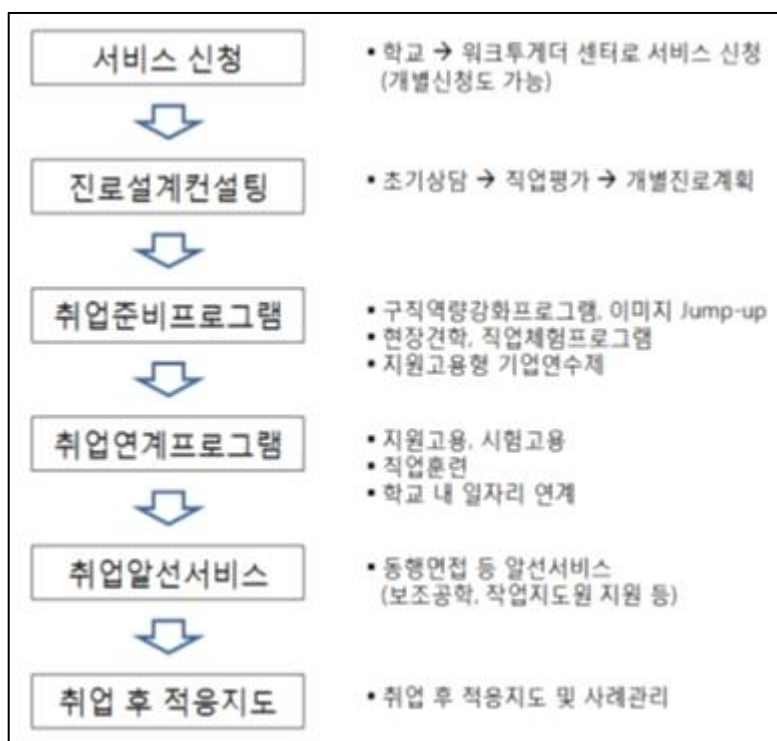 서비스 신청
▪ 학교 → 워크투게더 센터로 서비스 신청
(개별신청도 가능)
진로설계컨설팅
▪ 초기상담 → 직업평가 → 개별진로계획
취업준비프로그램
▪ 구직역량강화프로그램, 이미지 Jump-up
▪ 현장견학, 직업체험프로그램
▪ 지원고용형 기업연수제
취업연계프로그램
▪ 지원고용, 시험고용
▪ 직업훈련
▪ 학교 내 일자리 연계
취업알선서비스
▪ 동행면접 등 알선서비스
(보조공학, 작업지도원 지원 등)
취업 후 적응지도
▪ 취업 후 적응지도 및 사례관리